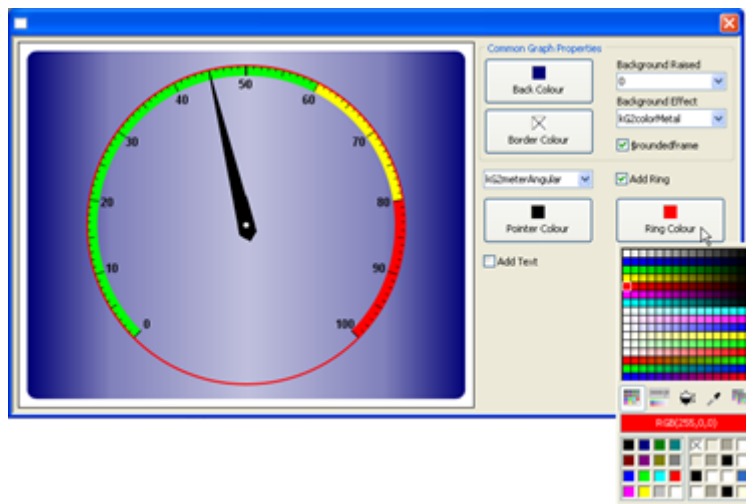 Common Graph Properties
Back Colour
Background Raised
0
Background Effect
kG2colorMetal
Border Colour
$roundedframe
kG2meterAngular
Add Ring
Pointer Colour
Ring Colour
Add Text
0
10
20
30
40
50
60
70
80
90
100
RGB(255,0,0)